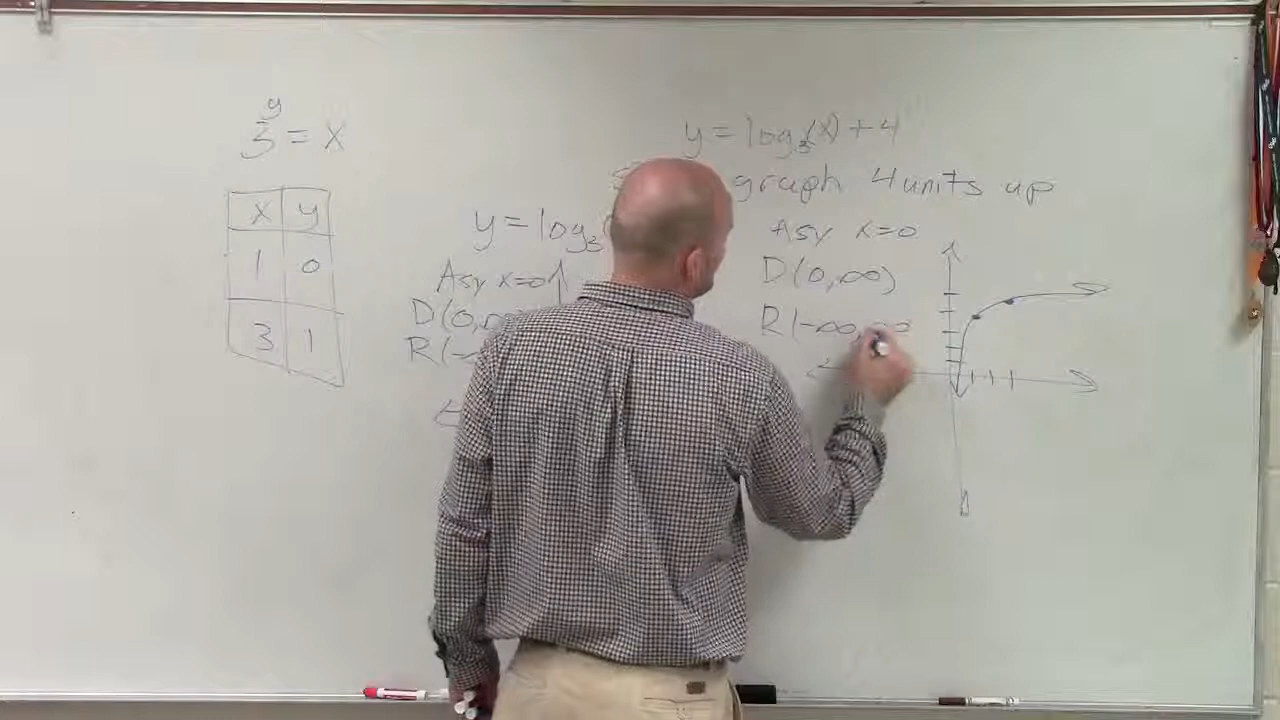 3^y = x
x y
1 0
3 1
y = log₃
Asy x=0
D(0,∞
R(-
y = log₃(x) + 4
graph 4 units up
Asy x=0
D(0,∞)
R(-∞,∞